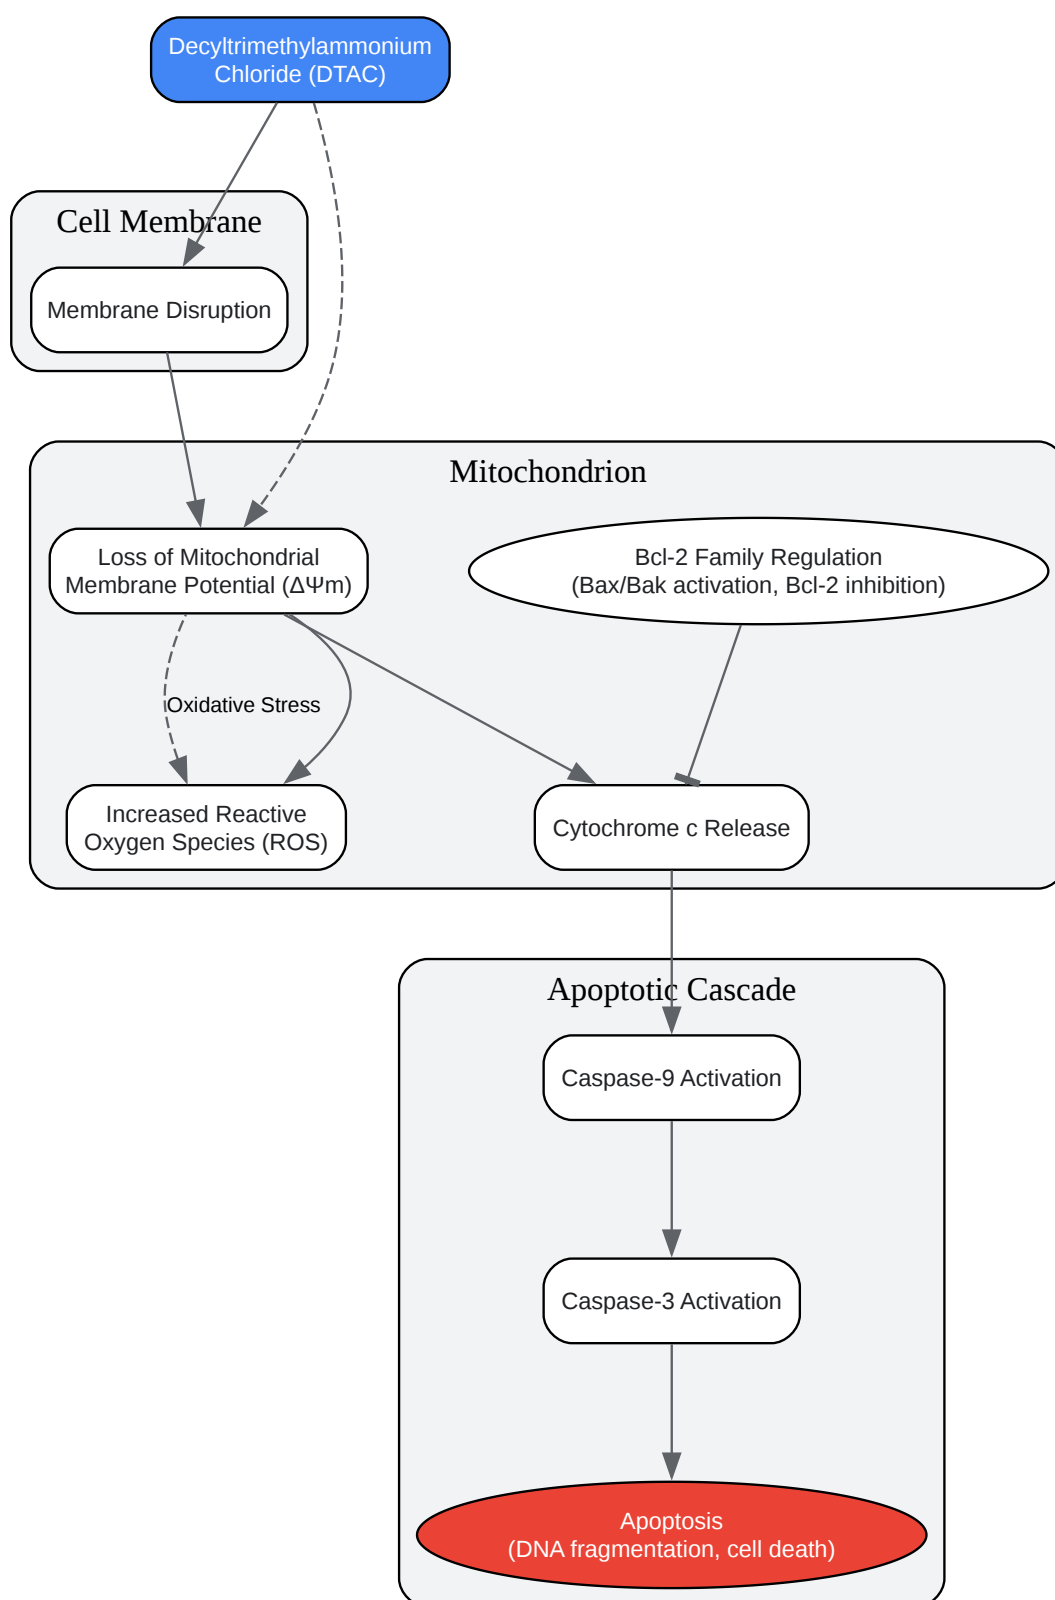 Decyltrimethylammonium
Chloride (DTAC)
Cell Membrane
Membrane Disruption
Mitochondrion
Loss of Mitochondrial
Membrane Potential (ΔΨm)
Bcl-2 Family Regulation
(Bax/Bak activation, Bcl-2 inhibition)
Oxidative Stress
Increased Reactive
Oxygen Species (ROS)
Cytochrome c Release
Apoptotic Cascade
Caspase-9 Activation
Caspase-3 Activation
Apoptosis
(DNA fragmentation, cell death)